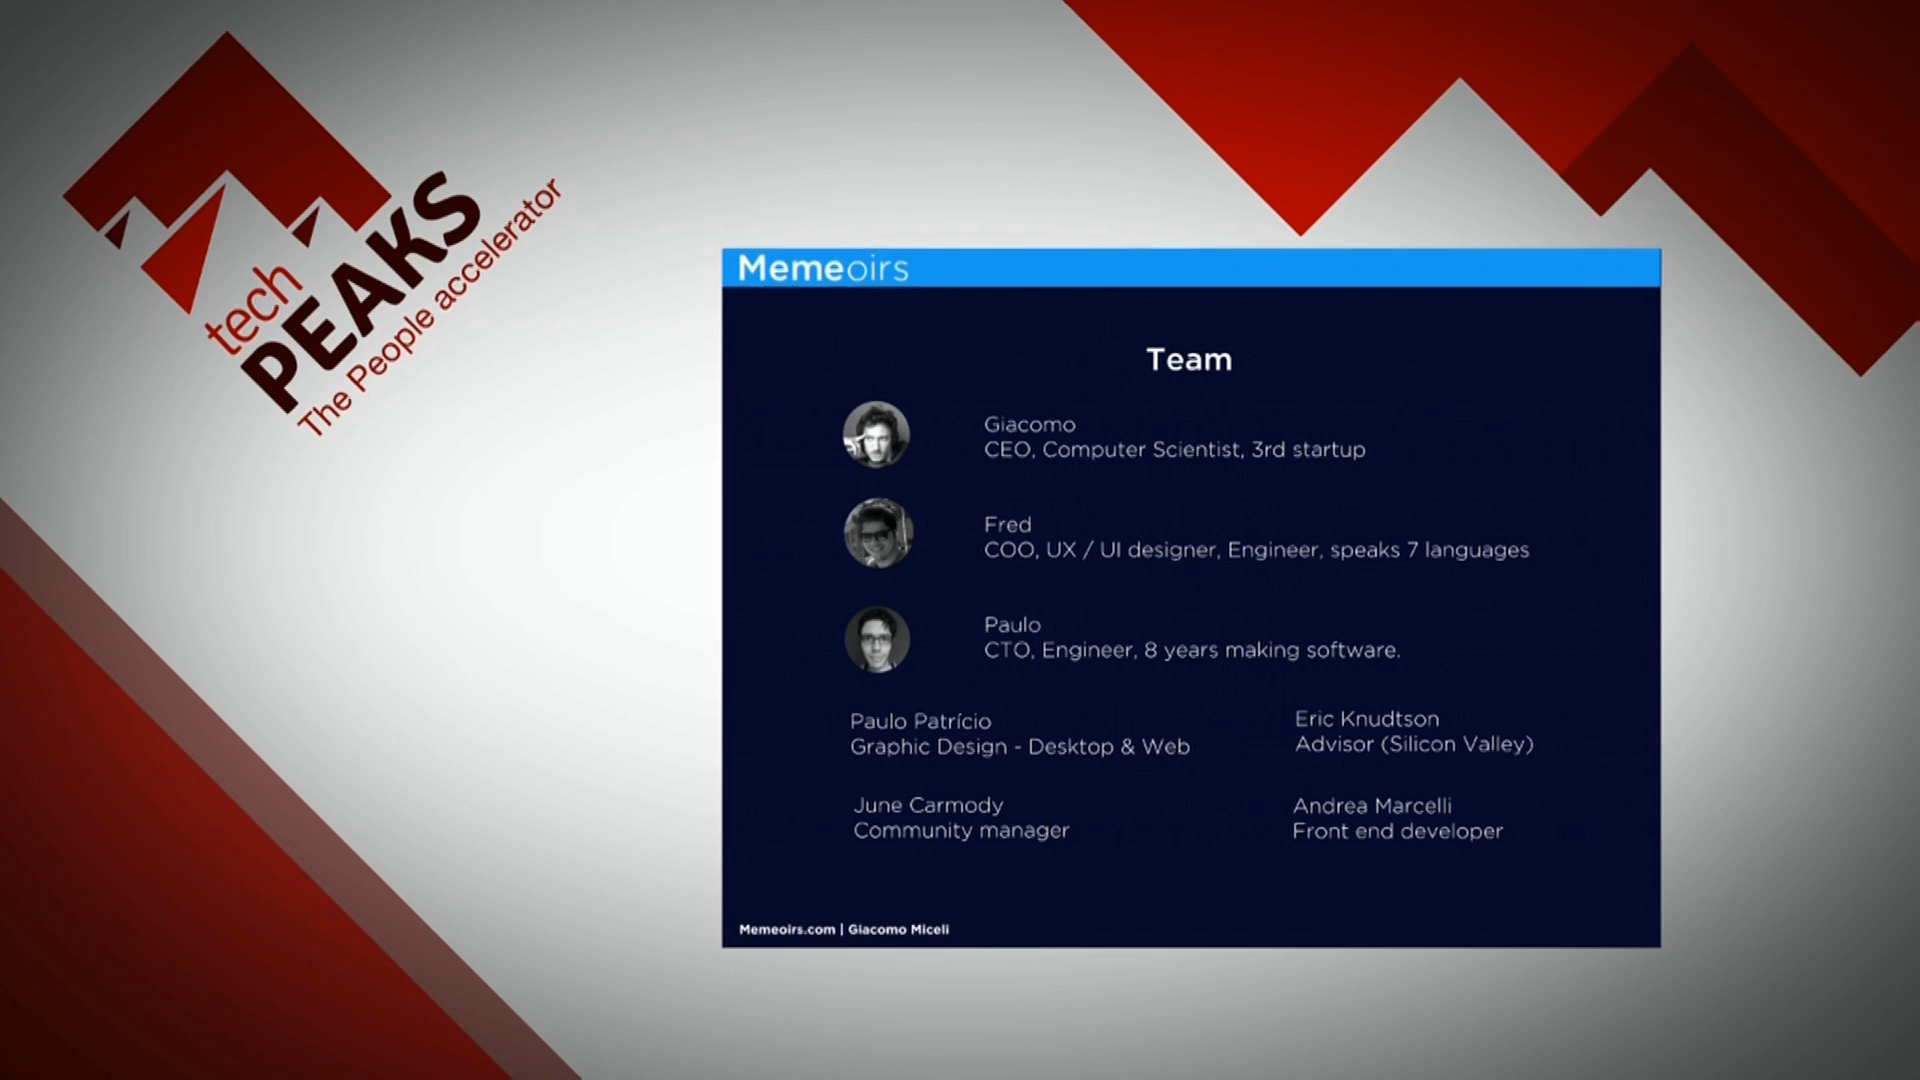 tech
PEAKS
The People accelerator
Memeoirs
Team
Giacomo
CEO, Computer Scientist, 3rd startup
Fred
COO, UX / UI designer, Engineer, speaks 7 languages
Paulo
CTO, Engineer, 8 years making software.
Paulo Patrício
Graphic Design - Desktop & Web
Eric Knudtson
Advisor (Silicon Valley)
June Carmody
Community manager
Andrea Marcelli
Front end developer
Memeoirs.com | Giacomo Miceli